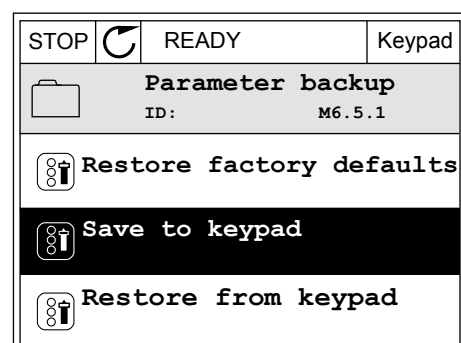 STOP READY Keypad
Parameter backup
ID: M6.5.1
Restore factory defaults
Save to keypad
Restore from keypad